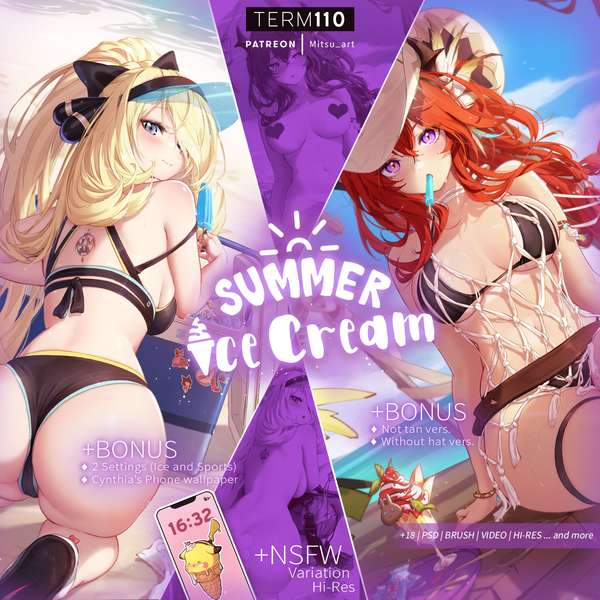 TERM110
PATREON | Mitsu_art
SUMMER
Ice Cream
+BONUS
♦ 2 Settings (Ice and Sports)
♦ Cynthia's Phone wallpaper
+BONUS
♦ Not tan vers.
♦ Without hat vers.
16:32
+NSFW
Variation
Hi-Res
+18 | PSD | BRUSH | VIDEO | HI-RES ... and more